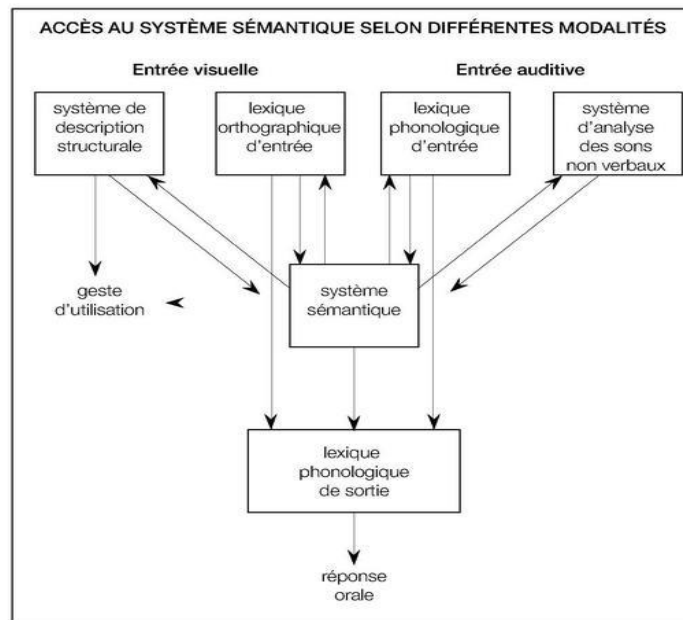 ACCÈS AU SYSTÈME SÉMANTIQUE SELON DIFFÉRENTES MODALITÉS
Entrée visuelle
Entrée auditive
système de
description
structurale
lexique
orthographique
d'entrée
lexique
phonologique
d'entrée
système
d'analyse
des sons
non verbaux
geste
d'utilisation
système
sémantique
lexique
phonologique
de sortie
réponse
orale